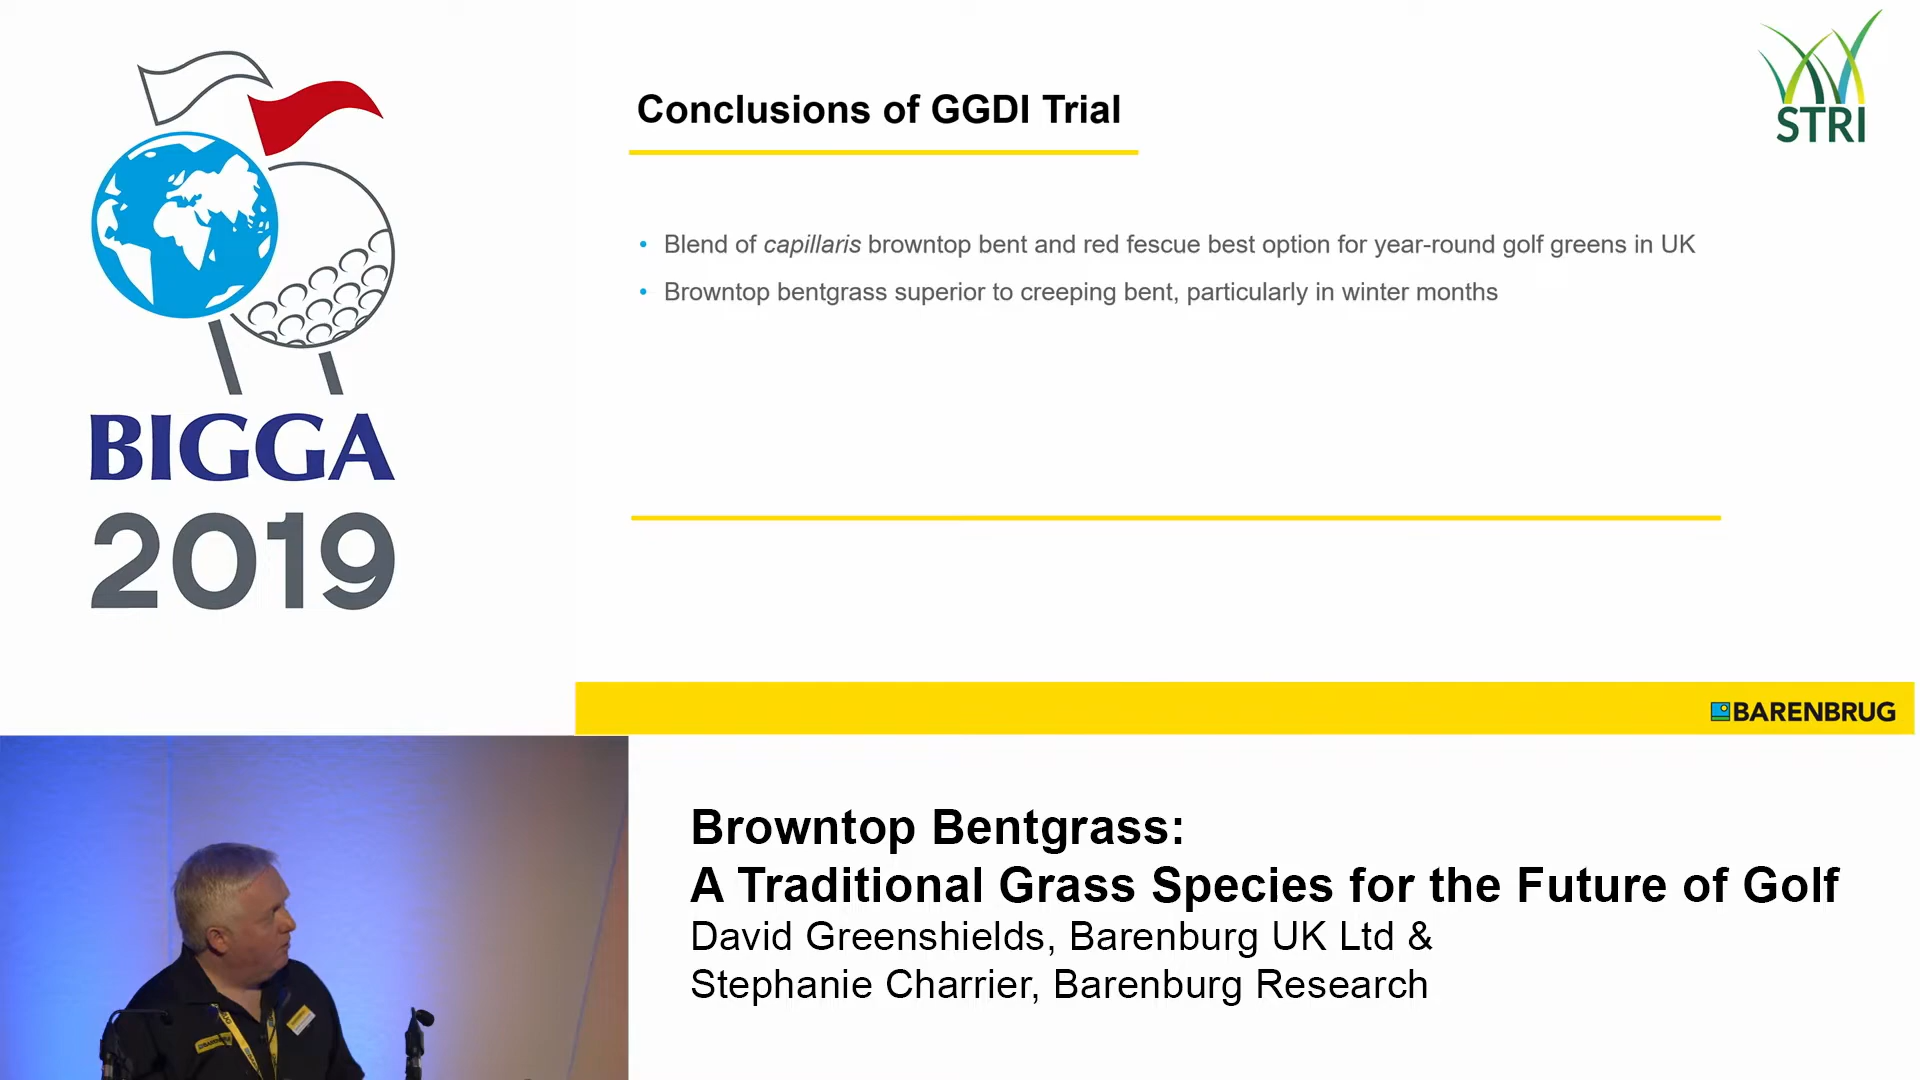 STRI
Conclusions of GGDI Trial
• Blend of capillaris browntop bent and red fescue best option for year-round golf greens in UK
• Browntop bentgrass superior to creeping bent, particularly in winter months
BIGGA
2019
BARENBRUG
Browntop Bentgrass:
A Traditional Grass Species for the Future of Golf
David Greenshields, Barenburg UK Ltd &
Stephanie Charrier, Barenburg Research